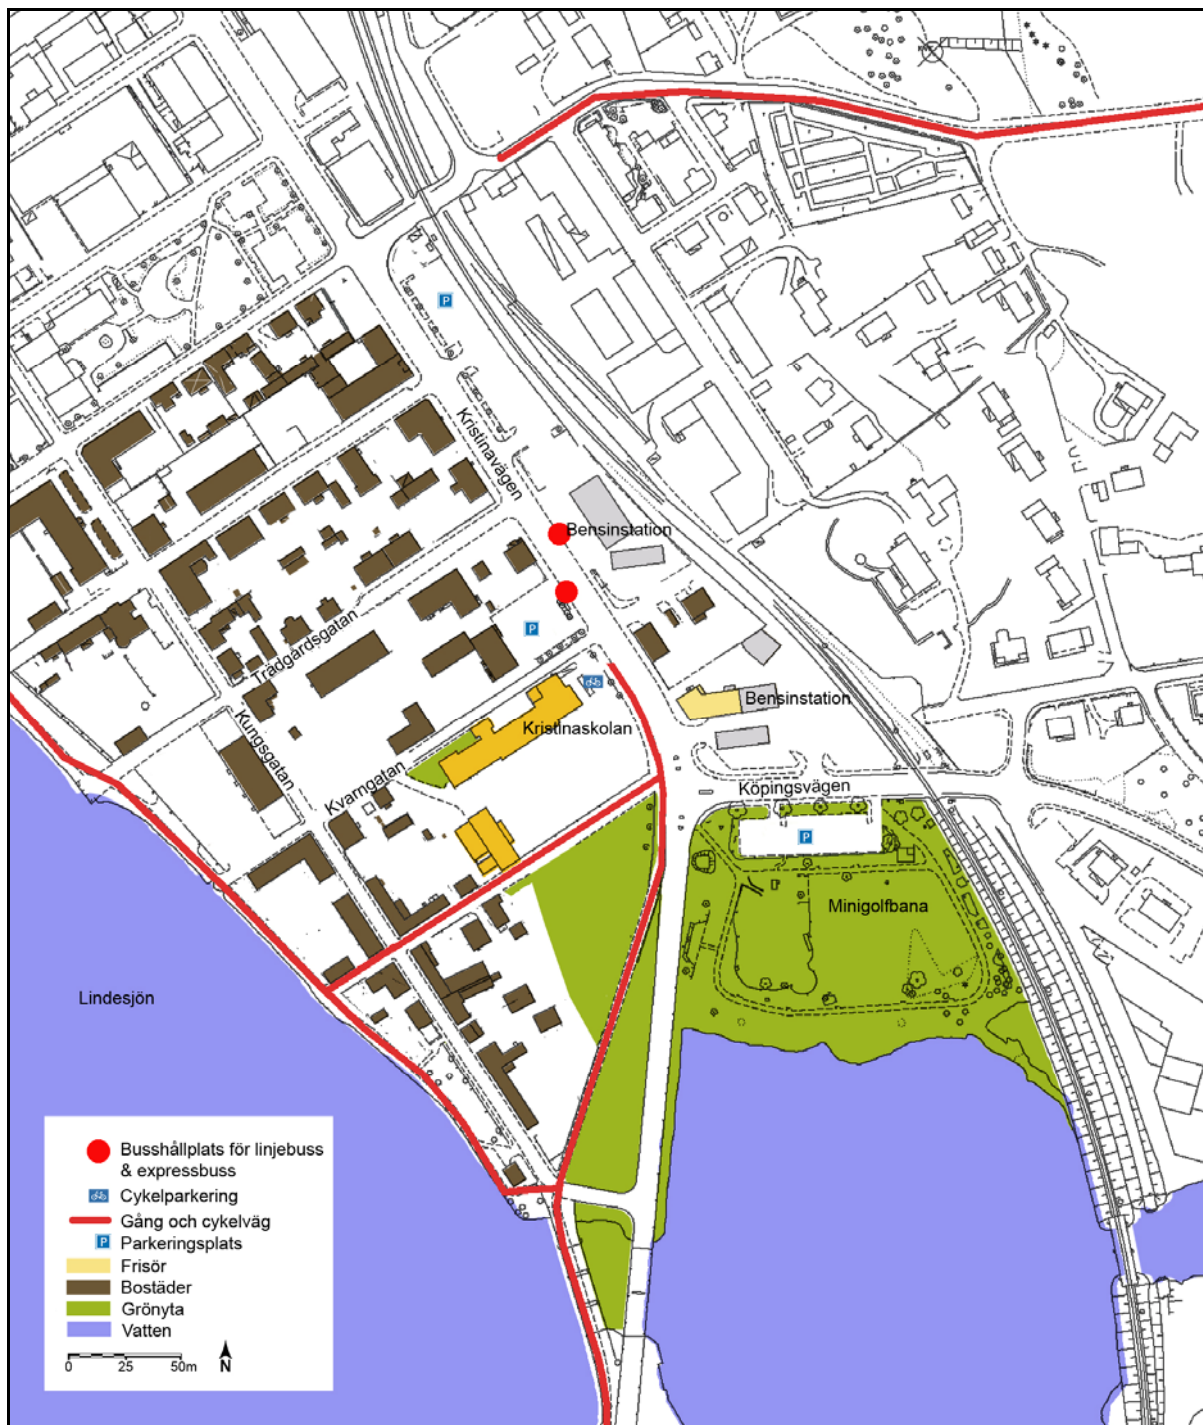 P
Kristinavägen
Bensinstation
P
Trädgårdsgatan
Kristinaskolan
Bensinstation
Kungsgatan
Kvarngatan
Köpingsvägen
P
Minigolfbana
Lindesjön
Busshållplats för linjebuss
& expressbuss
Cykelparkering
Gång och cykelväg
P Parkeringsplats
Frisör
Bostäder
Grönyta
Vatten
0 25 50m
N